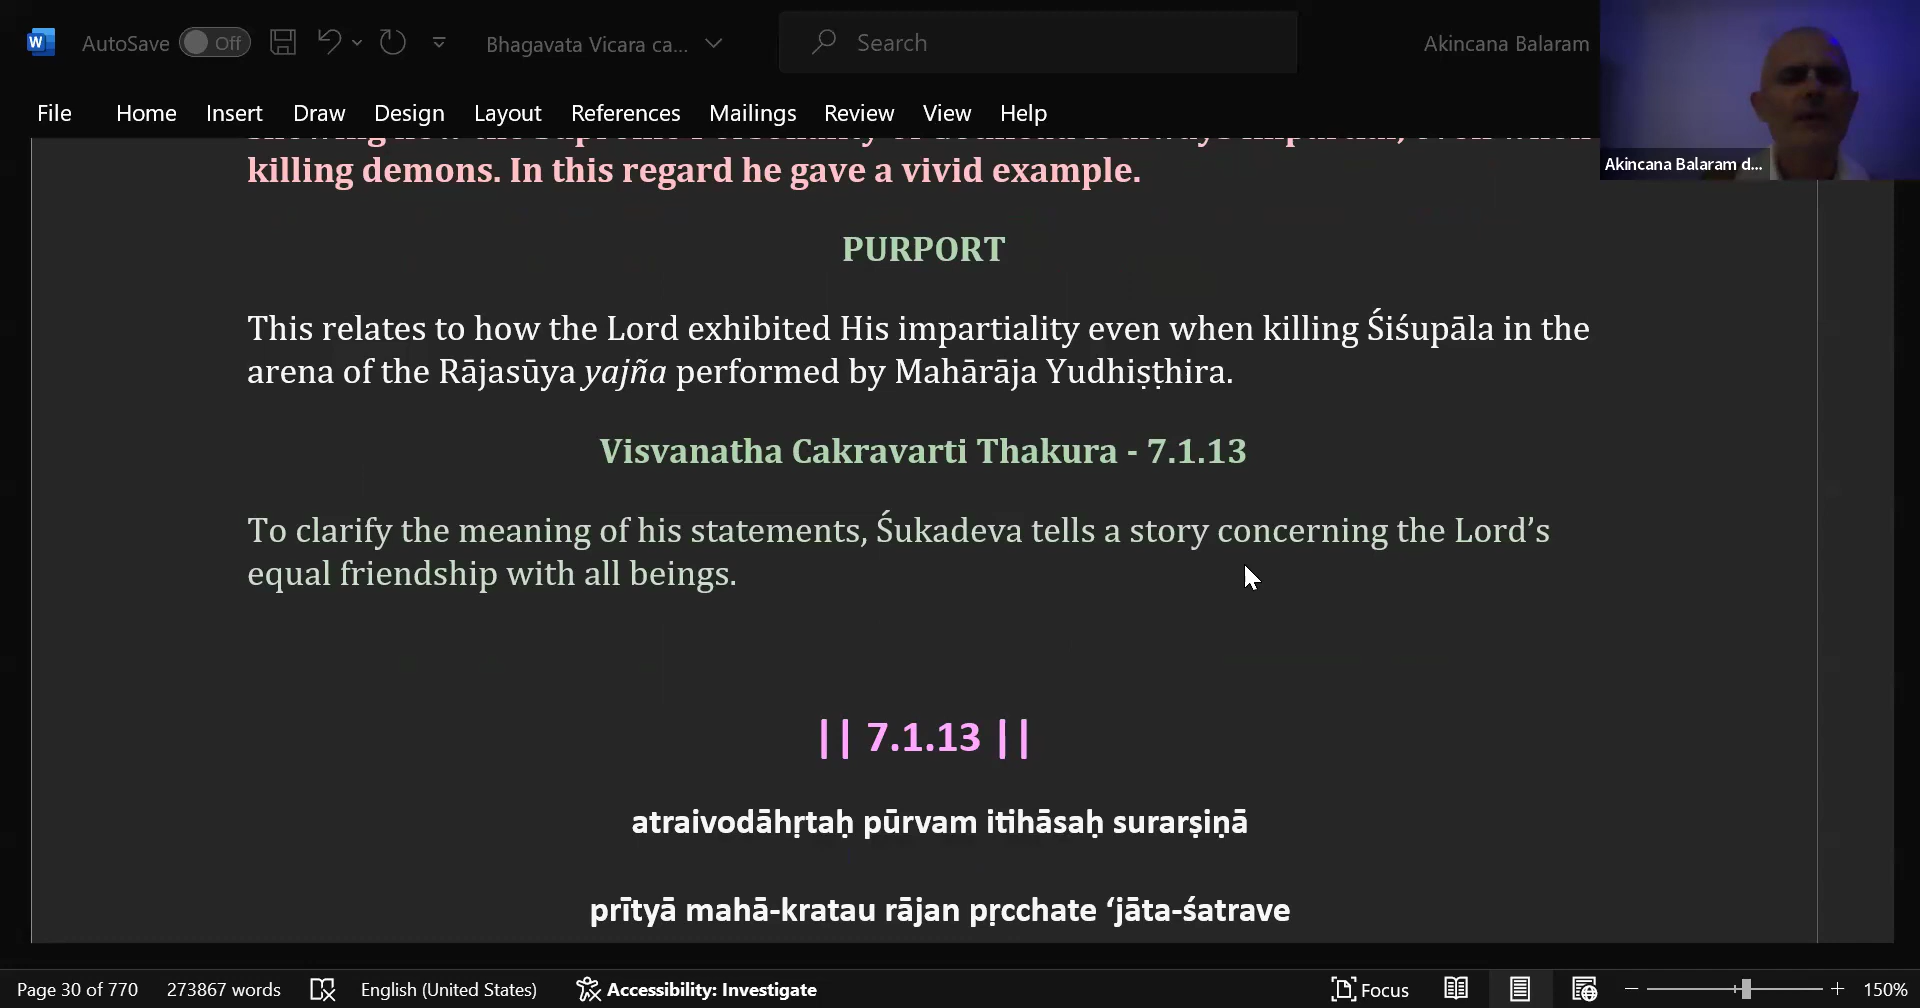 W AutoSave Off Bhagavata Vicara ca... Search Akincana Balaram
File Home Insert Draw Design Layout References Mailings Review View Help
Akincana Balaram d...
killing demons. In this regard he gave a vivid example.
PURPORT
This relates to how the Lord exhibited His impartiality even when killing Śiśupāla in the
arena of the Rājasūya yajña performed by Mahārāja Yudhiṣṭhira.
Visvanatha Cakravarti Thakura - 7.1.13
To clarify the meaning of his statements, Śukadeva tells a story concerning the Lord’s
equal friendship with all beings.
|| 7.1.13 ||
atraivodāhṛtaḥ pūrvam itihāsaḥ surarṣiṇā
prītyā mahā-kratau rājan pṛcchate ‘jāta-śatrave
Page 30 of 770 273867 words English (United States) Accessibility: Investigate Focus 150%